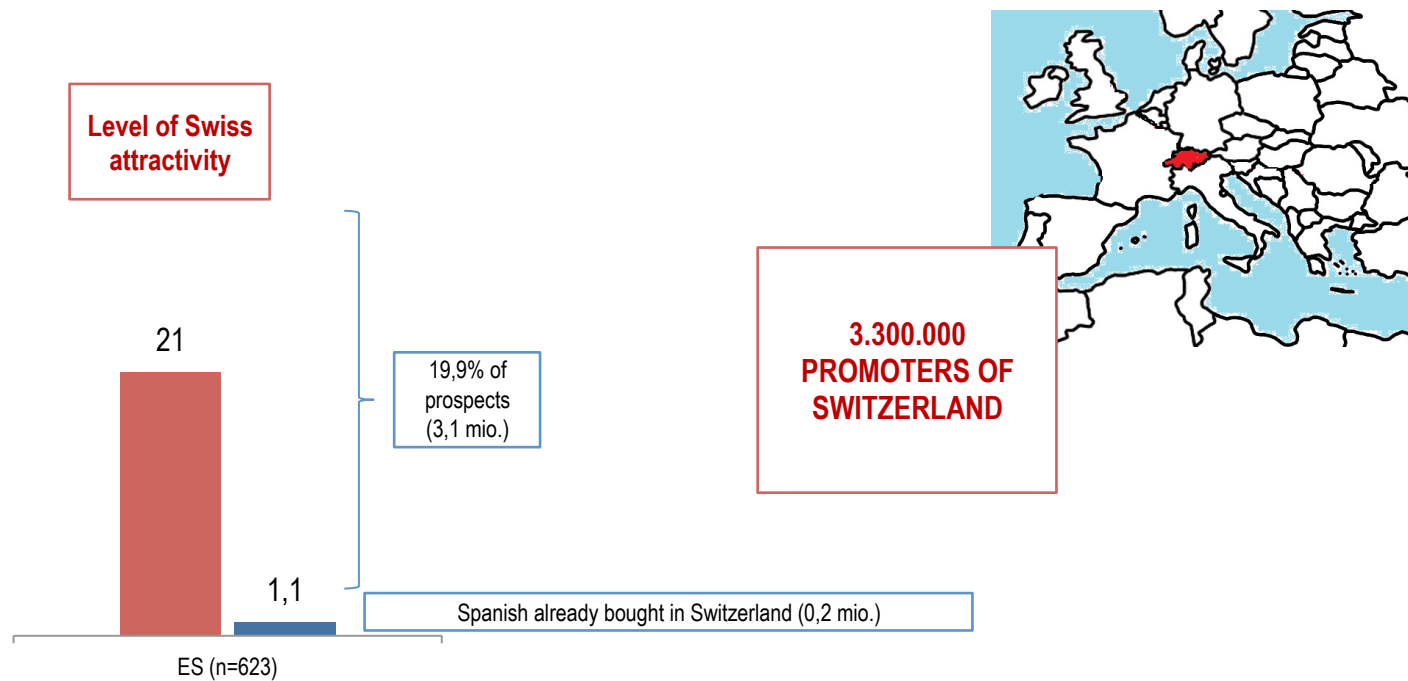 Level of Swiss
attractivity
21
19,9% of
prospects
(3,1 mio.)
3.300.000
PROMOTERS OF
SWITZERLAND
1,1
Spanish already bought in Switzerland (0,2 mio.)
ES (n=623)